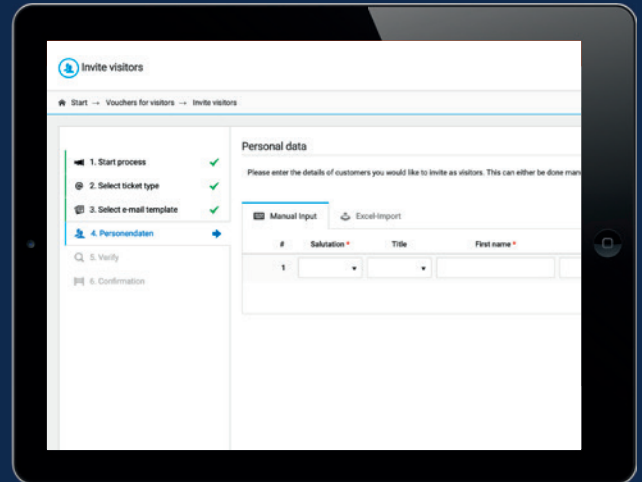 Invite visitors
Start → Vouchers for visitors → Invite visitors
1. Start process
2. Select ticket type
3. Select e-mail template
4. Personendaten
5. Verify
6. Confirmation
Personal data
Please enter the details of customers you would like to invite as visitors. This can either be done man
Manual Input
Excel-Import
# Salutation * Title First name *
1